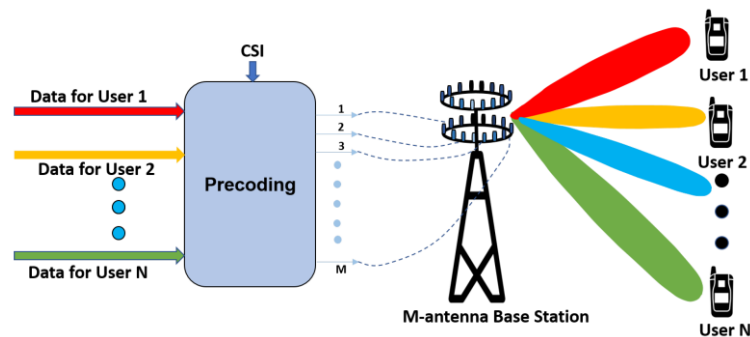 CSI
Data for User 1
Data for User 2
Data for User N
Precoding
1
2
3
M
M-antenna Base Station
User 1
User 2
User N